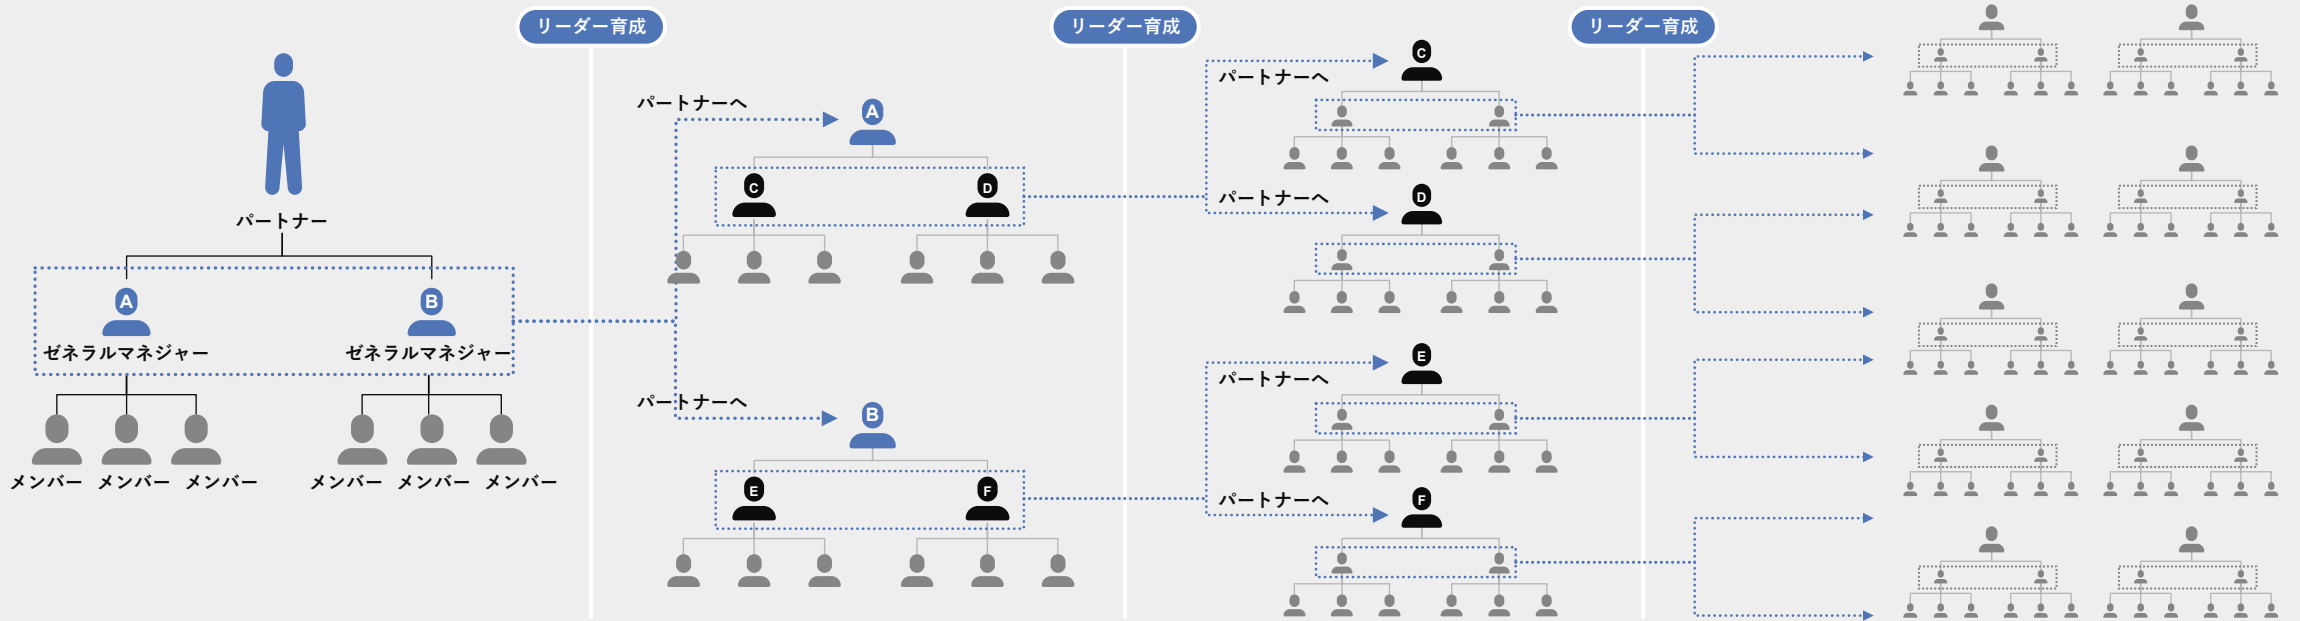 リーダー育成
リーダー育成
リーダー育成
パートナー
A
B
ゼネラルマネジャー
ゼネラルマネジャー
メンバー
メンバー
メンバー
メンバー
メンバー
メンバー
パートナーへ
A
C
D
パートナーへ
B
E
F
C
パートナーへ
パートナーへ
D
E
パートナーへ
パートナーへ
F